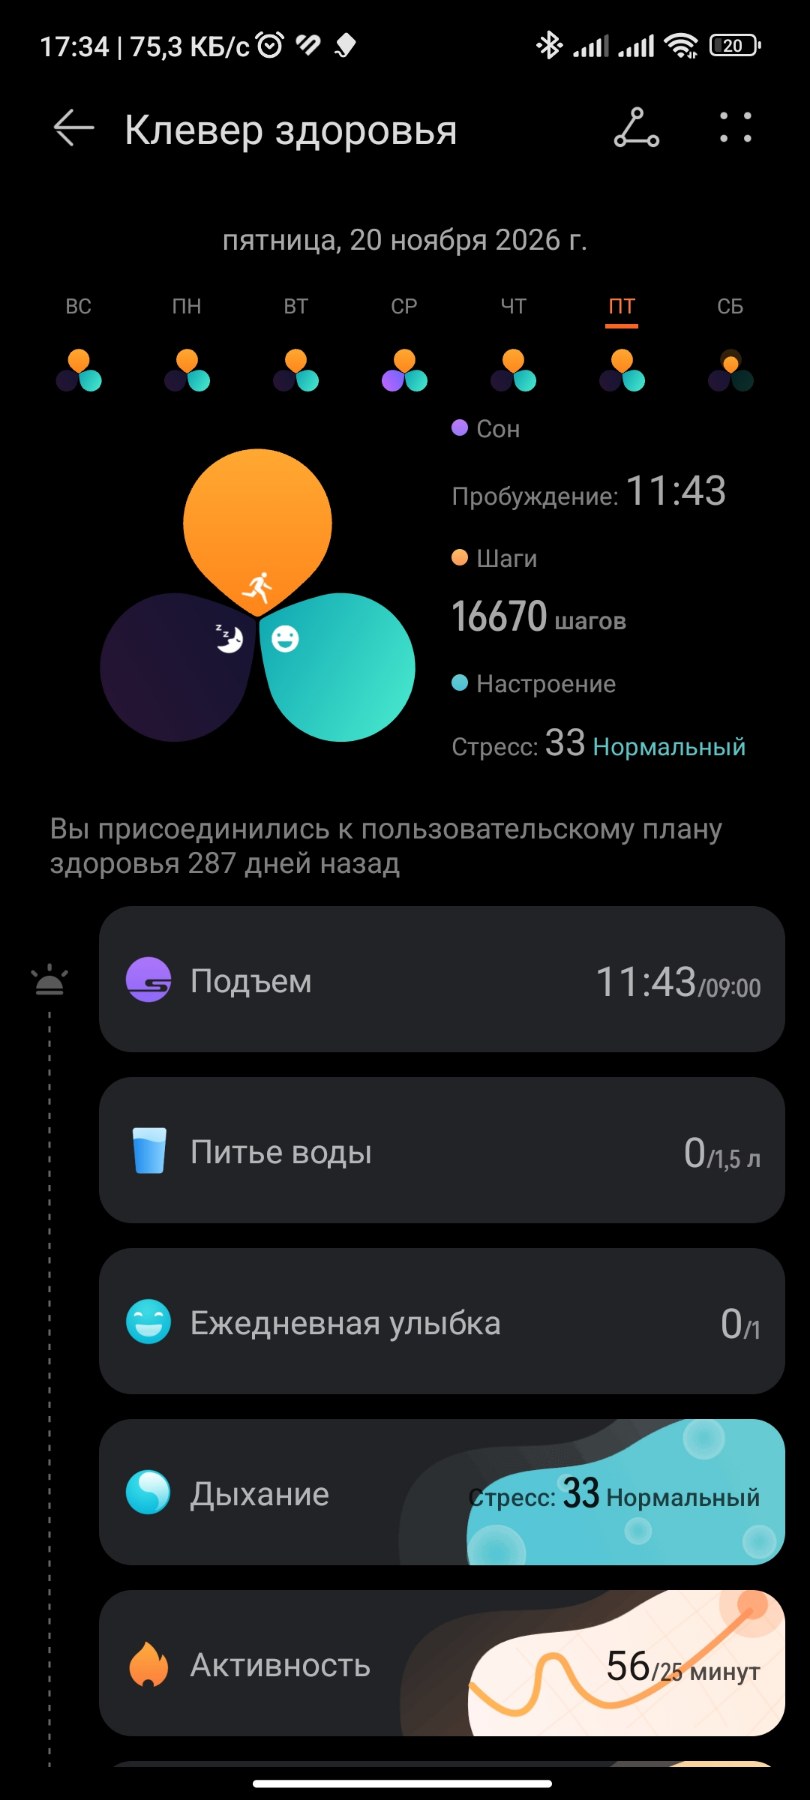 17:34 | 75,3 КБ/с
20
Клевер здоровья
пятница, 20 ноября 2026 г.
ВС ПН ВТ СР ЧТ ПТ СБ
Сон
Пробуждение: 11:43
Шаги
16670 шагов
Настроение
Стресс: 33 Нормальный
Вы присоединились к пользовательскому плану
здоровья 287 дней назад
Подъем 11:43/09:00
Питье воды 0/1,5 л
Ежедневная улыбка 0/1
Дыхание Стресс: 33 Нормальный
Активность 56/25 минут